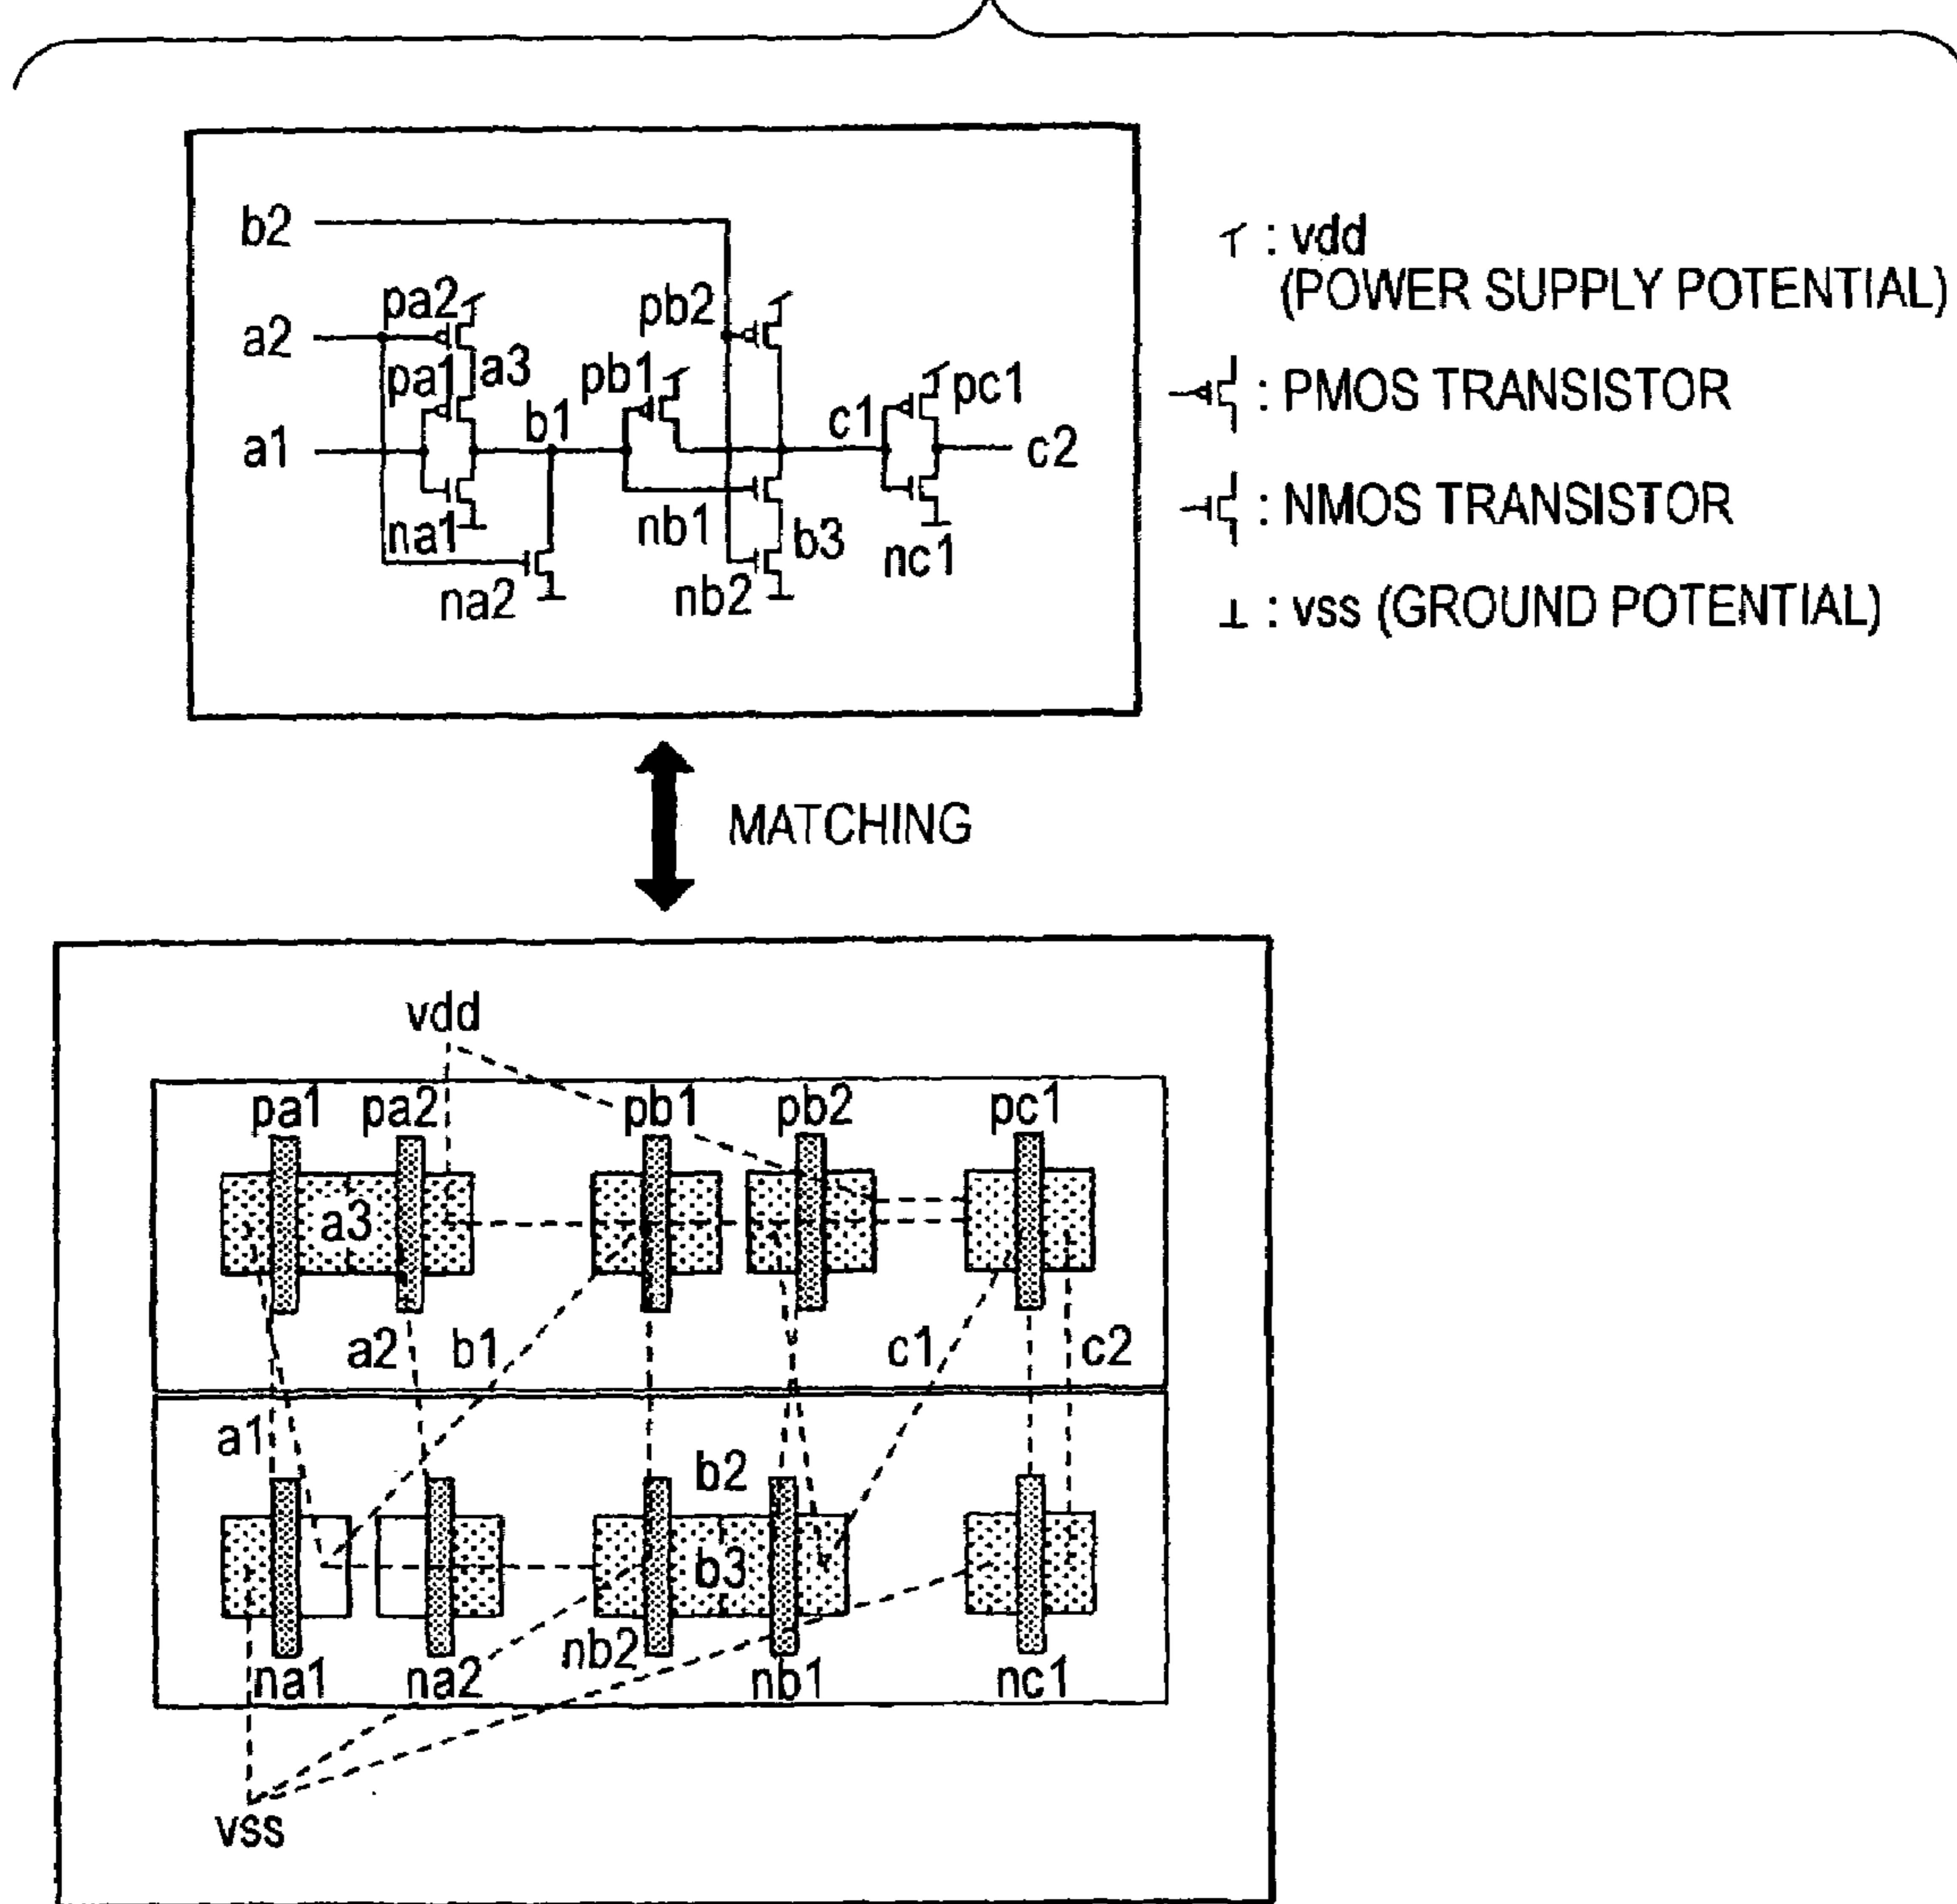 b2
pa2
pb2
a2
pa1
a3
pb1
pc1
b1
c1
a1
c2
na1
nb1
b3
nc1
na2
nb2
: vdd
(POWER SUPPLY POTENTIAL)
: PMOS TRANSISTOR
: NMOS TRANSISTOR
: vss (GROUND POTENTIAL)
MATCHING
vdd
pa1
pa2
pb1
pb2
pc1
a3
a2
b1
c1
c2
a1
b2
b3
nb2
na1
na2
nb1
nc1
vss